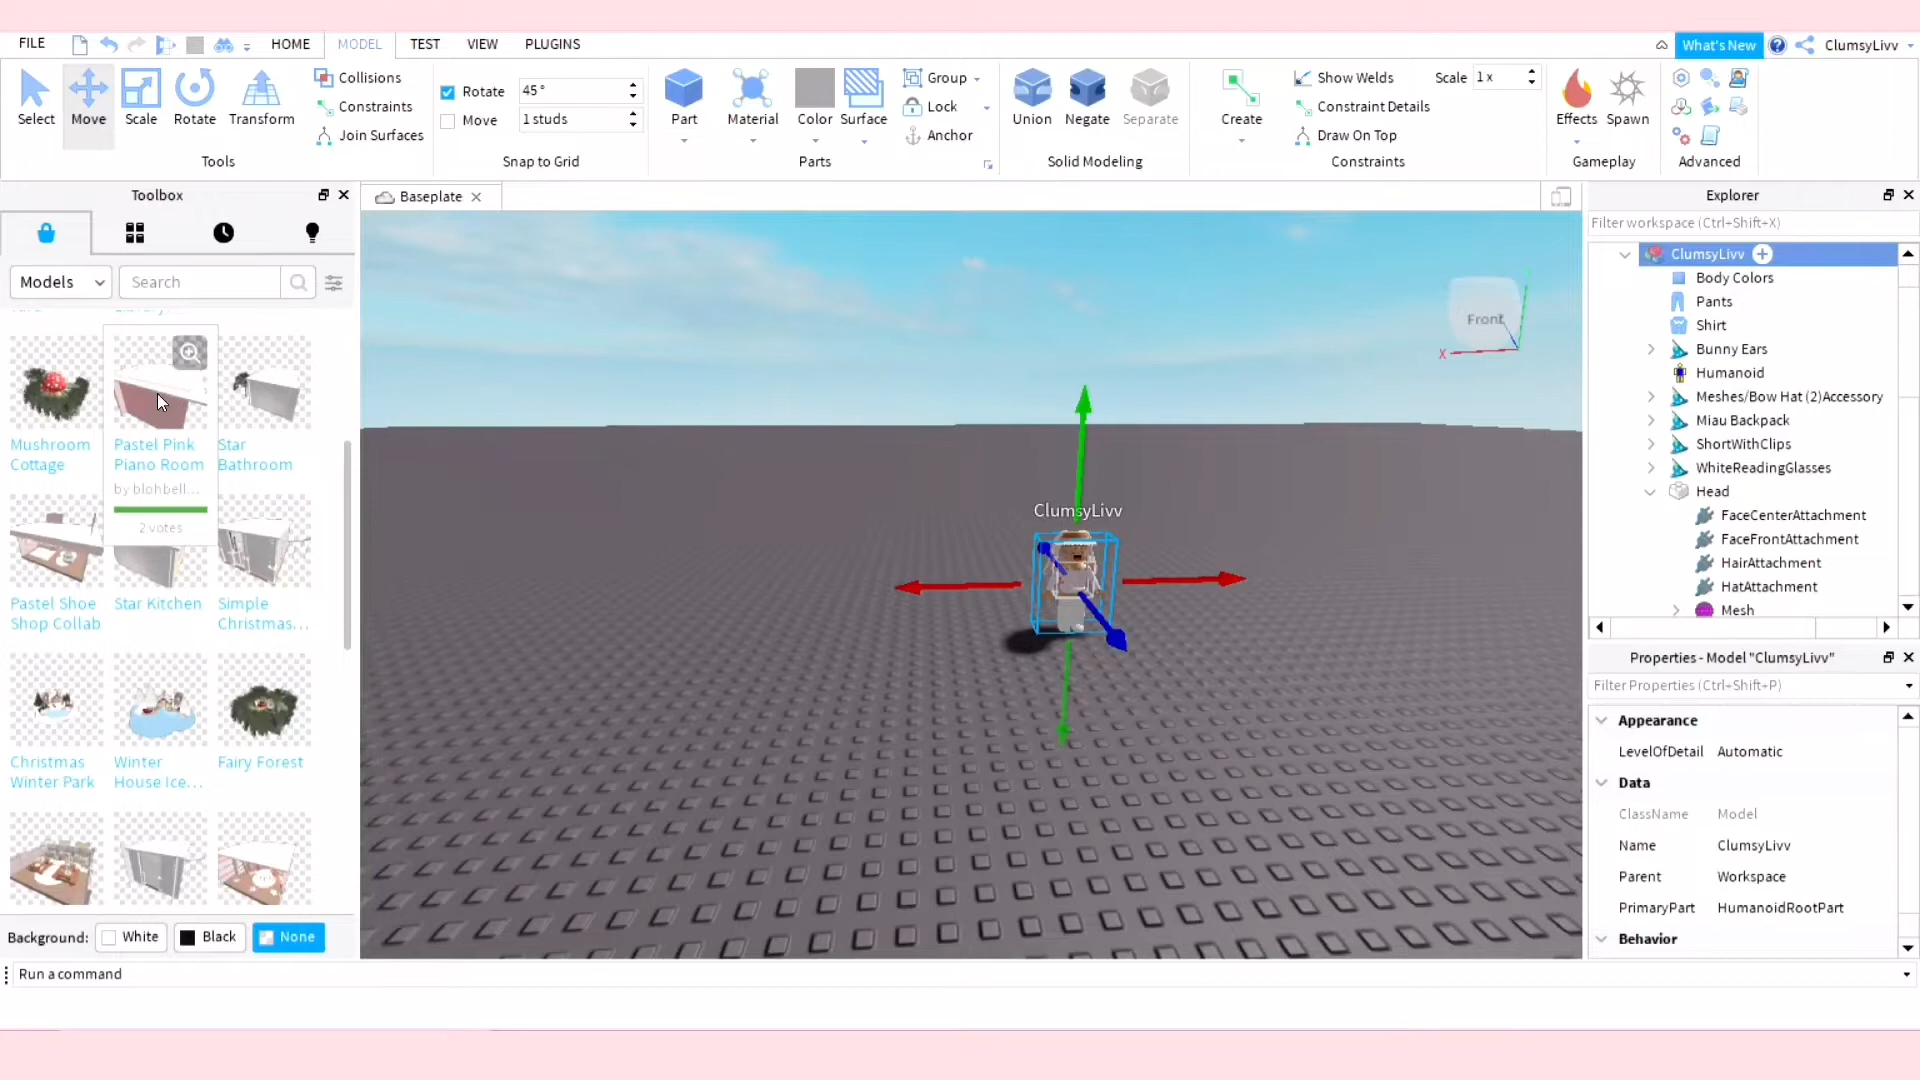 FILE HOME MODEL TEST VIEW PLUGINS What's New ClumsyLivv
Select Move Scale Rotate Transform
Collisions
Constraints
Join Surfaces
Tools
Rotate 45°
Move 1 studs
Snap to Grid
Part Material Color Surface
Group
Lock
Anchor
Parts
Union Negate Separate
Solid Modeling
Create
Show Welds Scale 1 x
Constraint Details
Draw On Top
Constraints
Effects Spawn
Gameplay
Advanced
Toolbox
Models Search
Mushroom
Cottage
Pastel Pink
Piano Room
by blohbell...
2 votes
Star
Bathroom
Pastel Shoe
Shop Collab
Star Kitchen
Simple
Christmas...
Christmas
Winter Park
Winter
House Ice...
Fairy Forest
Background: White Black None
Run a command
Baseplate
Front
X
ClumsyLivv
Explorer
Filter workspace (Ctrl+Shift+X)
ClumsyLivv
Body Colors
Pants
Shirt
Bunny Ears
Humanoid
Meshes/Bow Hat (2)Accessory
Miau Backpack
ShortWithClips
WhiteReadingGlasses
Head
FaceCenterAttachment
FaceFrontAttachment
HairAttachment
HatAttachment
Mesh
Properties - Model "ClumsyLivv"
Filter Properties (Ctrl+Shift+P)
Appearance
LevelOfDetail Automatic
Data
ClassName Model
Name ClumsyLivv
Parent Workspace
PrimaryPart HumanoidRootPart
Behavior